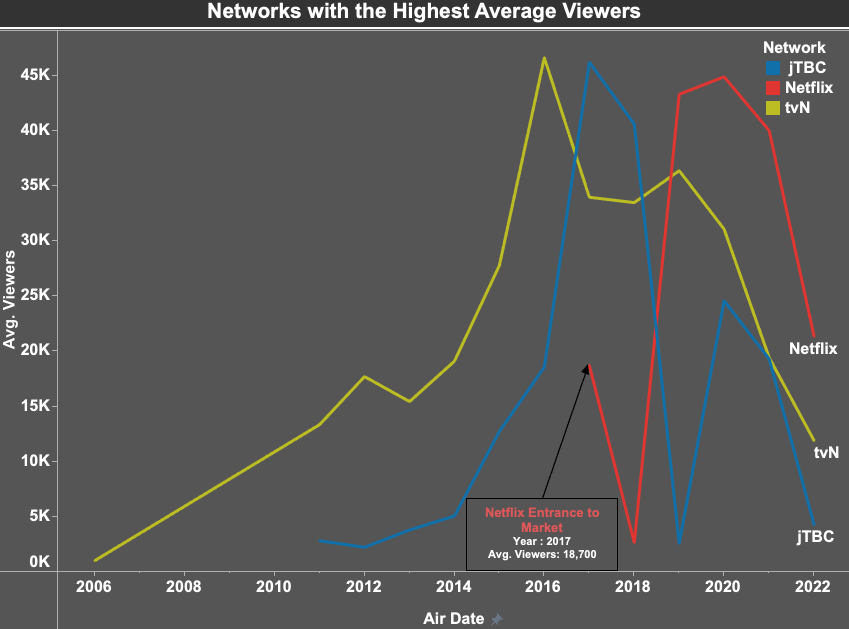 Networks with the Highest Average Viewers
Network
jTBC
Netflix
tvN
45K
40K
35K
30K
25K
20K
15K
10K
5K
0K
Avg. Viewers
Netflix
tvN
jTBC
Netflix Entrance to
Market
Year : 2017
Avg. Viewers: 18,700
2006 2008 2010 2012 2014 2016 2018 2020 2022
Air Date